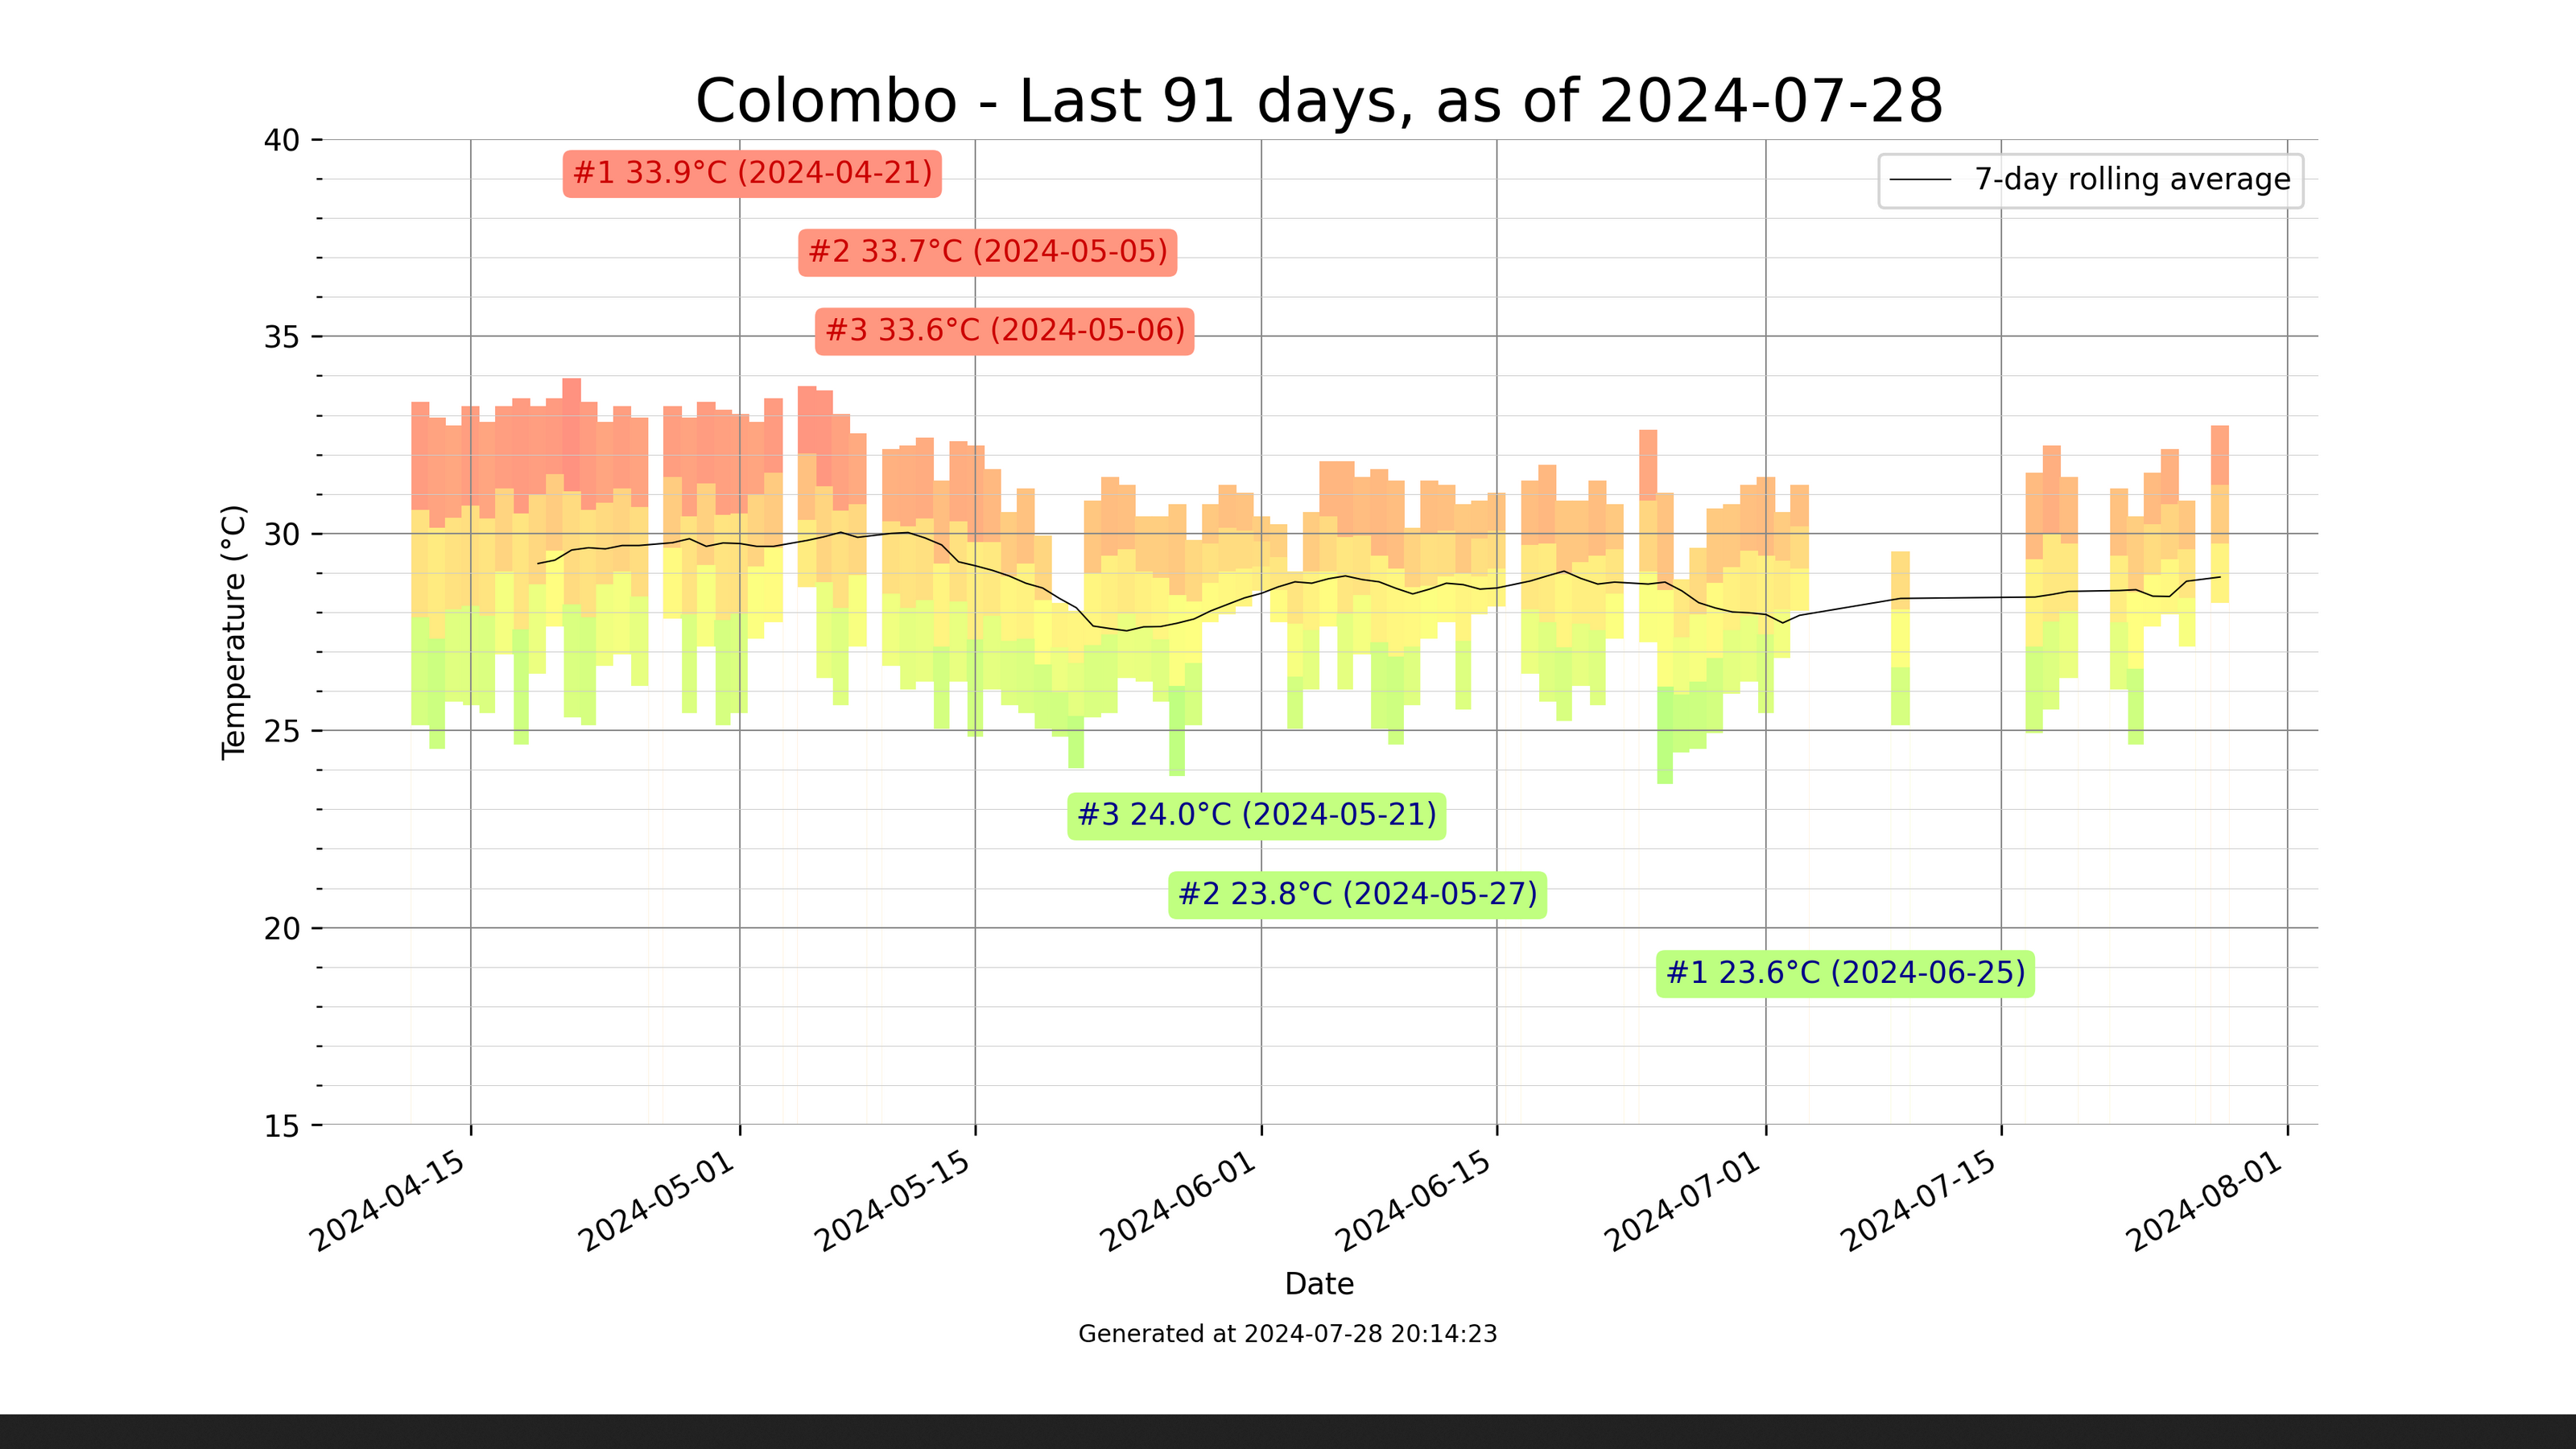 Colombo - Last 91 days, as of 2024-07-28
40
#1 33.9°C (2024-04-21)
7-day rolling average
#2 33.7°C (2024-05-05)
#3 33.6°C (2024-05-06)
35
30
25
Temperature (°C)
#3 24.0°C (2024-05-21)
#2 23.8°C (2024-05-27)
20
#1 23.6°C (2024-06-25)
15
2024-04-15
2024-05-01
2024-05-15
2024-06-01
2024-06-15
2024-07-01
2024-07-15
2024-08-01
Date
Generated at 2024-07-28 20:14:23